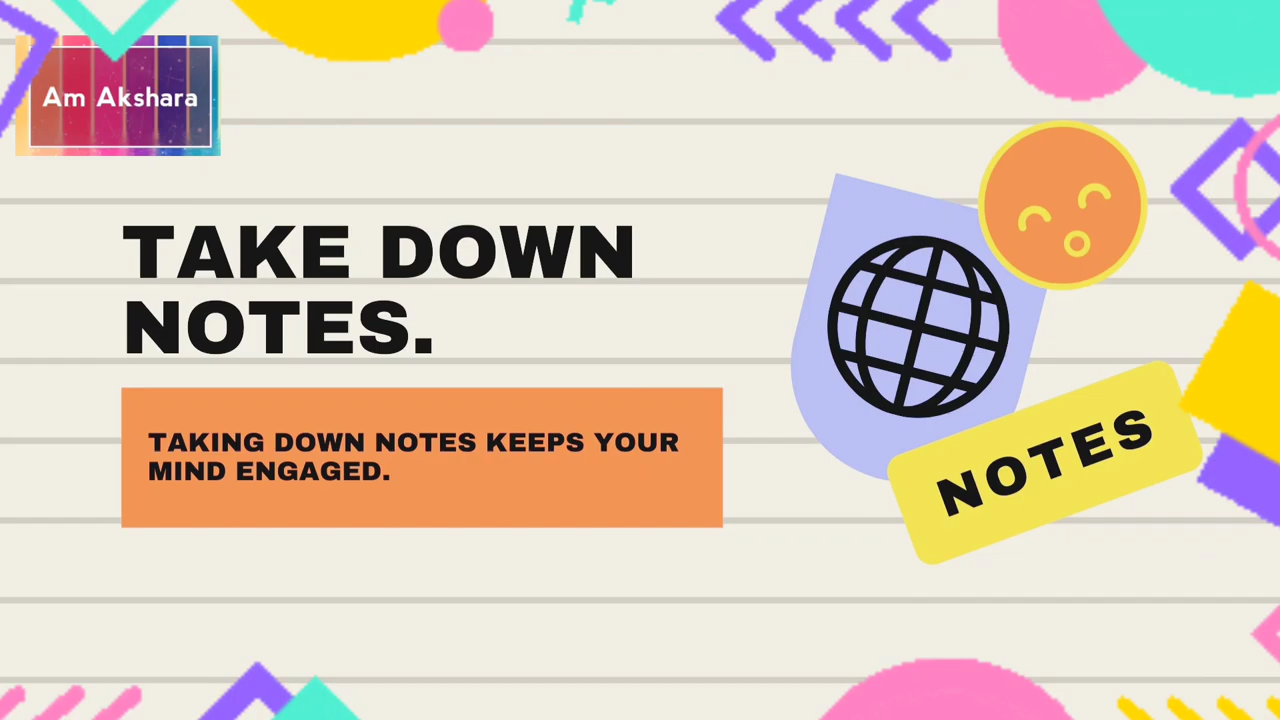 Am Akshara
TAKE DOWN
NOTES.
TAKING DOWN NOTES KEEPS YOUR
MIND ENGAGED.
NOTES